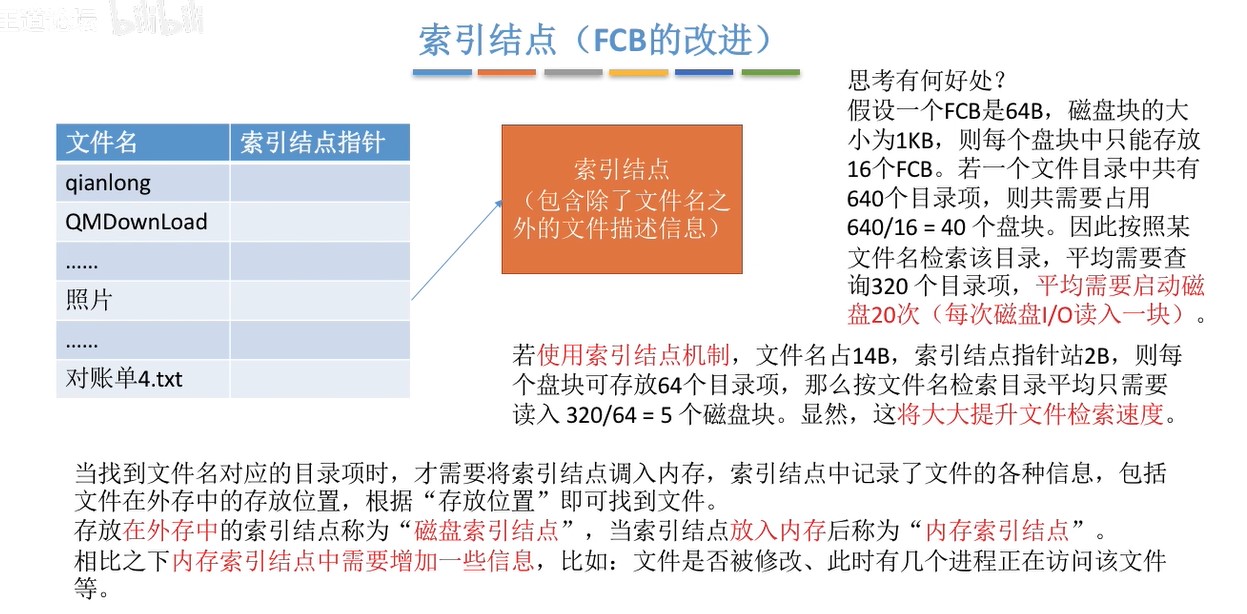 王道论坛 bilibili
索引结点（FCB的改进）
文件名 索引结点指针
qianlong
QMDownLoad
……
照片
……
对账单4.txt
索引结点
（包含除了文件名之
外的文件描述信息）
思考有何好处？
假设一个FCB是64B，磁盘块的大
小为1KB，则每个盘块中只能存放
16个FCB。若一个文件目录中共有
640个目录项，则共需要占用
640/16 = 40 个盘块。因此按照某
文件名检索该目录，平均需要查
询320 个目录项，平均需要启动磁
盘20次（每次磁盘I/O读入一块）。
若使用索引结点机制，文件名占14B，索引结点指针站2B，则每
个盘块可存放64个目录项，那么按文件名检索目录平均只需要
读入 320/64 = 5 个磁盘块。显然，这将大大提升文件检索速度。
当找到文件名对应的目录项时，才需要将索引结点调入内存，索引结点中记录了文件的各种信息，包括
文件在外存中的存放位置，根据“存放位置”即可找到文件。
存放在外存中的索引结点称为“磁盘索引结点”，当索引结点放入内存后称为“内存索引结点”。
相比之下内存索引结点中需要增加一些信息，比如：文件是否被修改、此时有几个进程正在访问该文件
等。